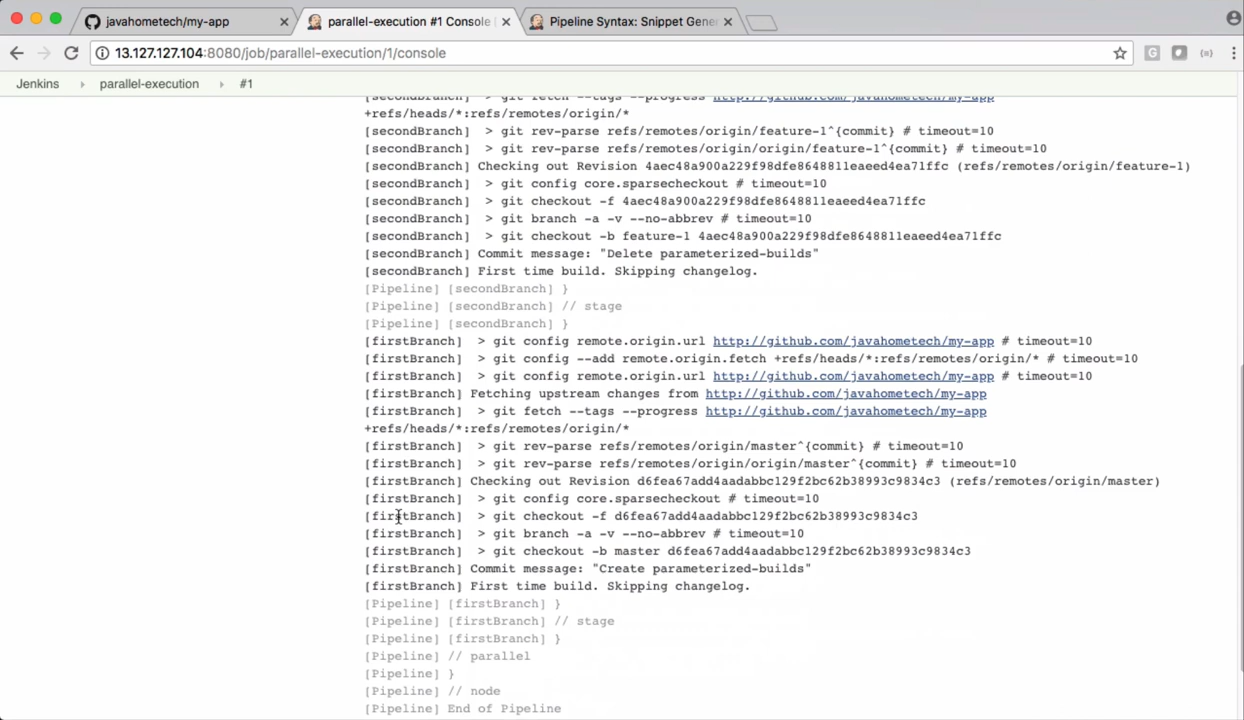 javahometech/my-app
parallel-execution #1 Console [
Pipeline Syntax: Snippet Gene
13.127.127.104:8080/job/parallel-execution/1/console
Jenkins parallel-execution #1
[secondBranch] > git fetch --tags --progress http://github.com/javahometech/my-app
+refs/heads/*:refs/remotes/origin/*
[secondBranch] > git rev-parse refs/remotes/origin/feature-1^{commit} # timeout=10
[secondBranch] > git rev-parse refs/remotes/origin/origin/feature-1^{commit} # timeout=10
[secondBranch] Checking out Revision 4aec48a900a229f98dfe8648811eaeed4ea71ffc (refs/remotes/origin/feature-1)
[secondBranch] > git config core.sparsecheckout # timeout=10
[secondBranch] > git checkout -f 4aec48a900a229f98dfe8648811eaeed4ea71ffc
[secondBranch] > git branch -a -v --no-abbrev # timeout=10
[secondBranch] > git checkout -b feature-1 4aec48a900a229f98dfe8648811eaeed4ea71ffc
[secondBranch] Commit message: "Delete parameterized-builds"
[secondBranch] First time build. Skipping changelog.
[Pipeline] [secondBranch] }
[Pipeline] [secondBranch] // stage
[Pipeline] [secondBranch] }
[firstBranch] > git config remote.origin.url http://github.com/javahometech/my-app # timeout=10
[firstBranch] > git config --add remote.origin.fetch +refs/heads/*:refs/remotes/origin/* # timeout=10
[firstBranch] > git config remote.origin.url http://github.com/javahometech/my-app # timeout=10
[firstBranch] Fetching upstream changes from http://github.com/javahometech/my-app
[firstBranch] > git fetch --tags --progress http://github.com/javahometech/my-app
+refs/heads/*:refs/remotes/origin/*
[firstBranch] > git rev-parse refs/remotes/origin/master^{commit} # timeout=10
[firstBranch] > git rev-parse refs/remotes/origin/origin/master^{commit} # timeout=10
[firstBranch] Checking out Revision d6fea67add4aadabbc129f2bc62b38993c9834c3 (refs/remotes/origin/master)
[firstBranch] > git config core.sparsecheckout # timeout=10
[firstBranch] > git checkout -f d6fea67add4aadabbc129f2bc62b38993c9834c3
[firstBranch] > git branch -a -v --no-abbrev # timeout=10
[firstBranch] > git checkout -b master d6fea67add4aadabbc129f2bc62b38993c9834c3
[firstBranch] Commit message: "Create parameterized-builds"
[firstBranch] First time build. Skipping changelog.
[Pipeline] [firstBranch] }
[Pipeline] [firstBranch] // stage
[Pipeline] [firstBranch] }
[Pipeline] // parallel
[Pipeline] }
[Pipeline] // node
[Pipeline] End of Pipeline